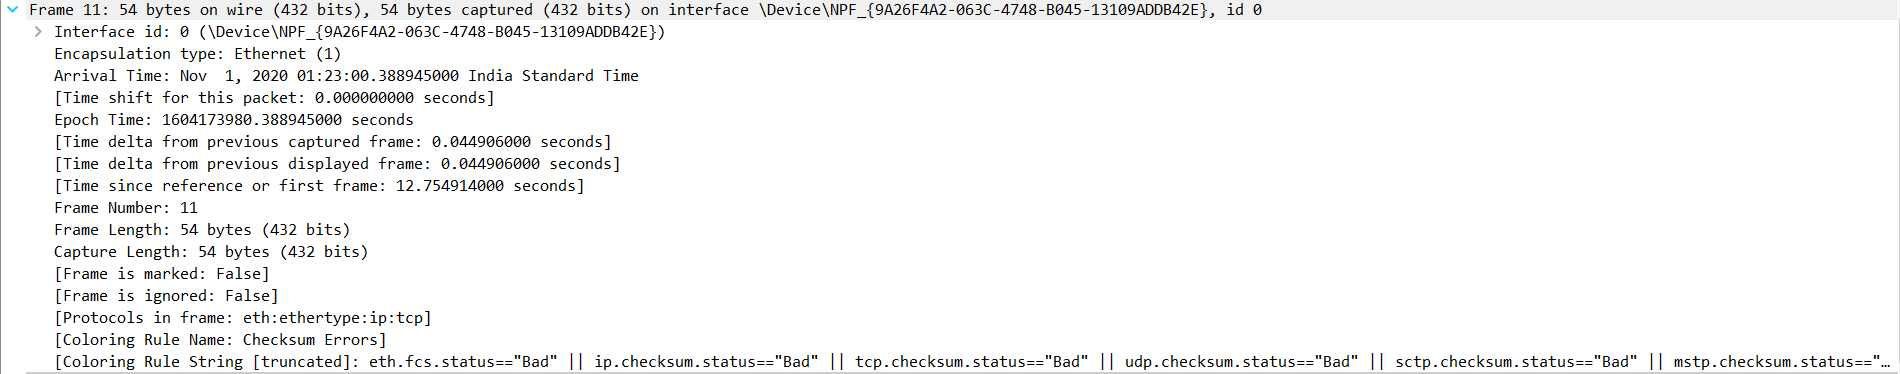 Frame 11: 54 bytes on wire (432 bits), 54 bytes captured (432 bits) on interface \Device\NPF_{9A26F4A2-063C-4748-B045-13109ADDB42E}, id 0
Interface id: 0 (\Device\NPF_{9A26F4A2-063C-4748-B045-13109ADDB42E})
Encapsulation type: Ethernet (1)
Arrival Time: Nov  1, 2020 01:23:00.388945000 India Standard Time
[Time shift for this packet: 0.000000000 seconds]
Epoch Time: 1604173980.388945000 seconds
[Time delta from previous captured frame: 0.044906000 seconds]
[Time delta from previous displayed frame: 0.044906000 seconds]
[Time since reference or first frame: 12.754914000 seconds]
Frame Number: 11
Frame Length: 54 bytes (432 bits)
Capture Length: 54 bytes (432 bits)
[Frame is marked: False]
[Frame is ignored: False]
[Protocols in frame: eth:ethertype:ip:tcp]
[Coloring Rule Name: Checksum Errors]
[Coloring Rule String [truncated]: eth.fcs.status=="Bad" || ip.checksum.status=="Bad" || tcp.checksum.status=="Bad" || udp.checksum.status=="Bad" || sctp.checksum.status=="Bad" || mstp.checksum.status=="…